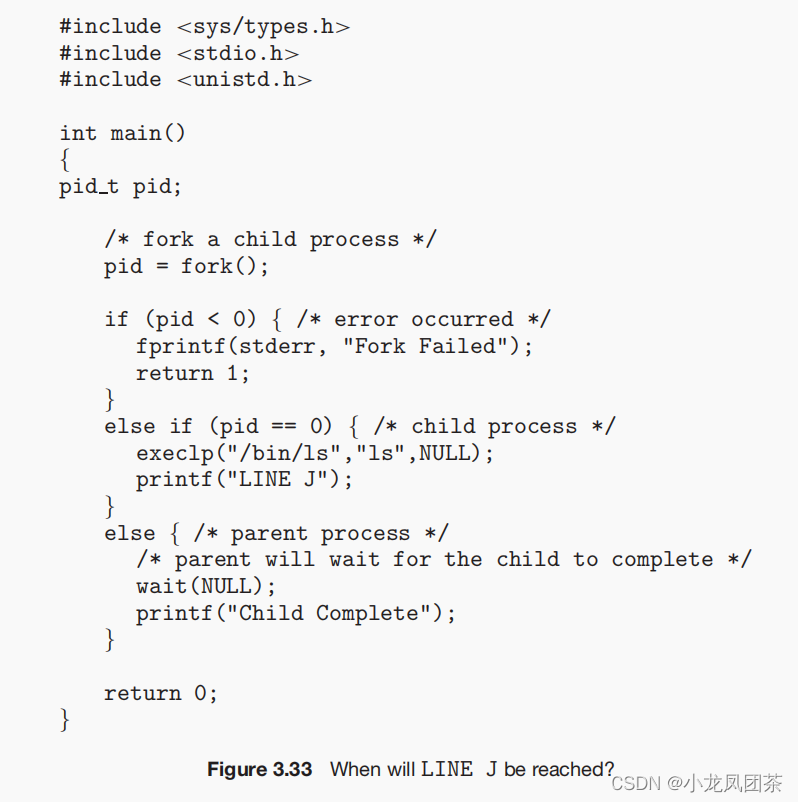 #include <sys/types.h>
#include <stdio.h>
#include <unistd.h>
int main()
{
pid_t pid;
/* fork a child process */
pid = fork();
if (pid < 0) { /* error occurred */
fprintf(stderr, "Fork Failed");
return 1;
}
else if (pid == 0) { /* child process */
execlp("/bin/ls","ls",NULL);
printf("LINE J");
}
else { /* parent process */
/* parent will wait for the child to complete */
wait(NULL);
printf("Child Complete");
}
return 0;
}
Figure 3.33 When will LINE J be reached?
CSDN @小龙凤团茶